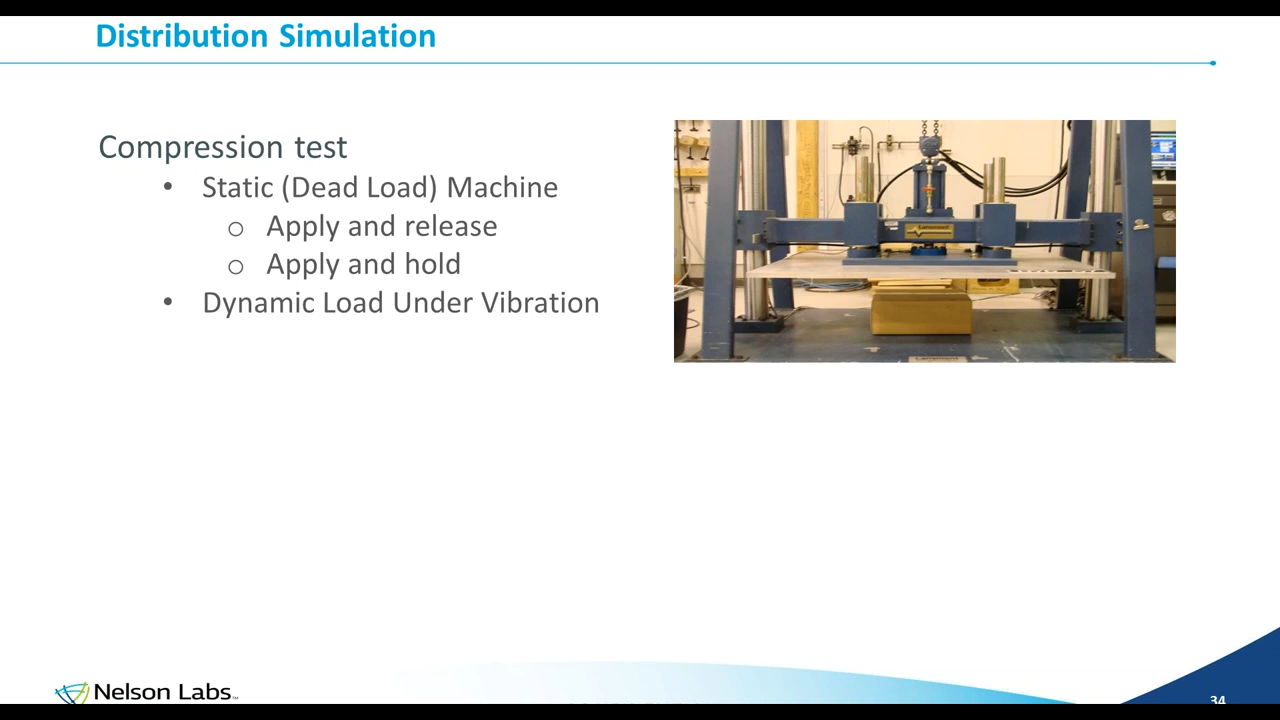 Distribution Simulation
Compression test
• Static (Dead Load) Machine
o Apply and release
o Apply and hold
• Dynamic Load Under Vibration
Nelson Labs™
34